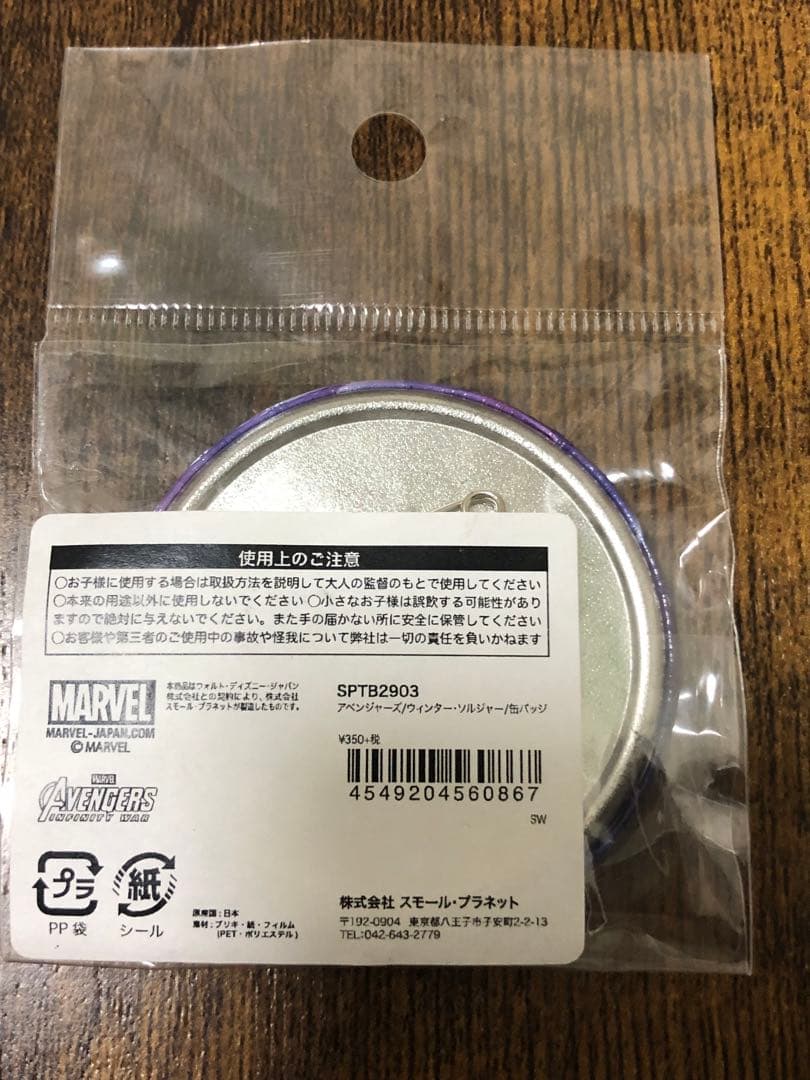 使用上のご注意
○お子様に使用する場合は取扱方法を説明して大人の監督のもとで使用してください
○本来の用途以外に使用しないでください ○小さなお子様は誤飲する可能性があり
ますので絶対に与えないでください。また手の届かない所に安全に保管してください
○お客様や第三者のご使用中の事故や怪我について弊社は一切の責任を負いかねます
MARVEL
MARVEL-JAPAN.COM
© MARVEL
本商品はウォルト・ディズニー・ジャパン
株式会社との契約により、株式会社
スモール・プラネットが製造したものです。
SPTB2903
アベンジャーズ/ウィンター・ソルジャー/缶バッジ
¥350+税
4549204560867
SW
MARVEL
AVENGERS
INFINITY WAR
プラ
PP 袋
紙
シール
原産国：日本
素材：ブリキ・紙・フィルム
(PET・ポリエステル)
株式会社 スモール・プラネット
〒192-0904 東京都八王子市子安町2-2-13
TEL:042-643-2779